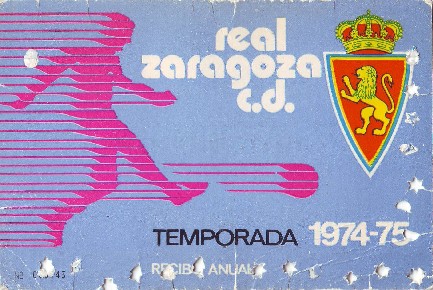 real
zaragoza
c.d.
TEMPORADA 1974-75
RECIBO ANUAL